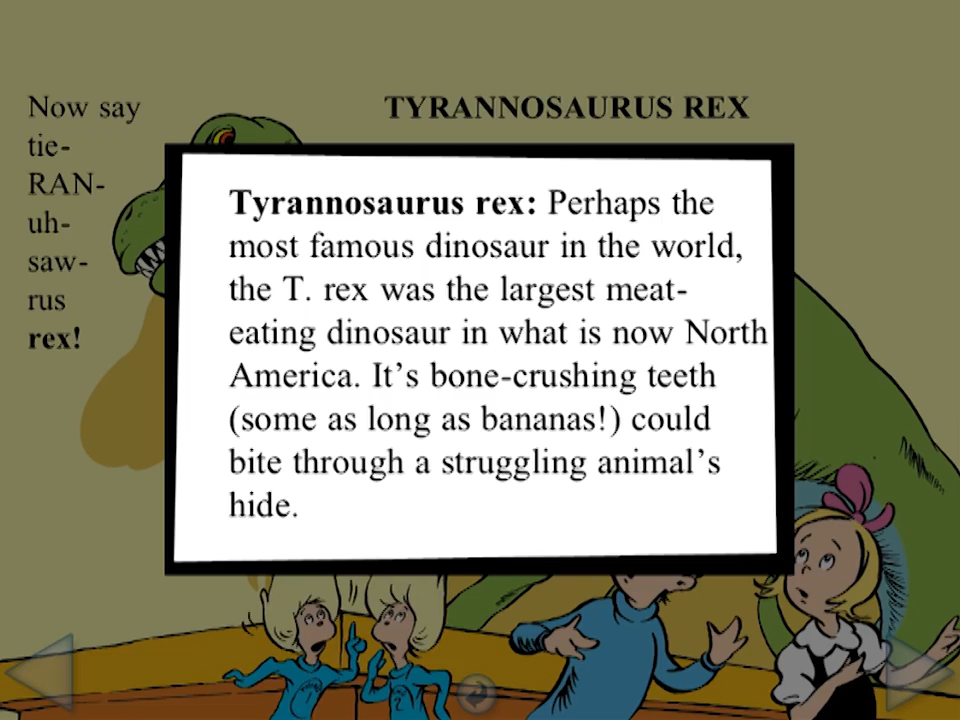 Now say
tie-
RAN-
uh-
saw-
rus
rex!
TYRANNOSAURUS REX
Tyrannosaurus rex: Perhaps the
most famous dinosaur in the world,
the T. rex was the largest meat-
eating dinosaur in what is now North
America. It’s bone-crushing teeth
(some as long as bananas!) could
bite through a struggling animal’s
hide.